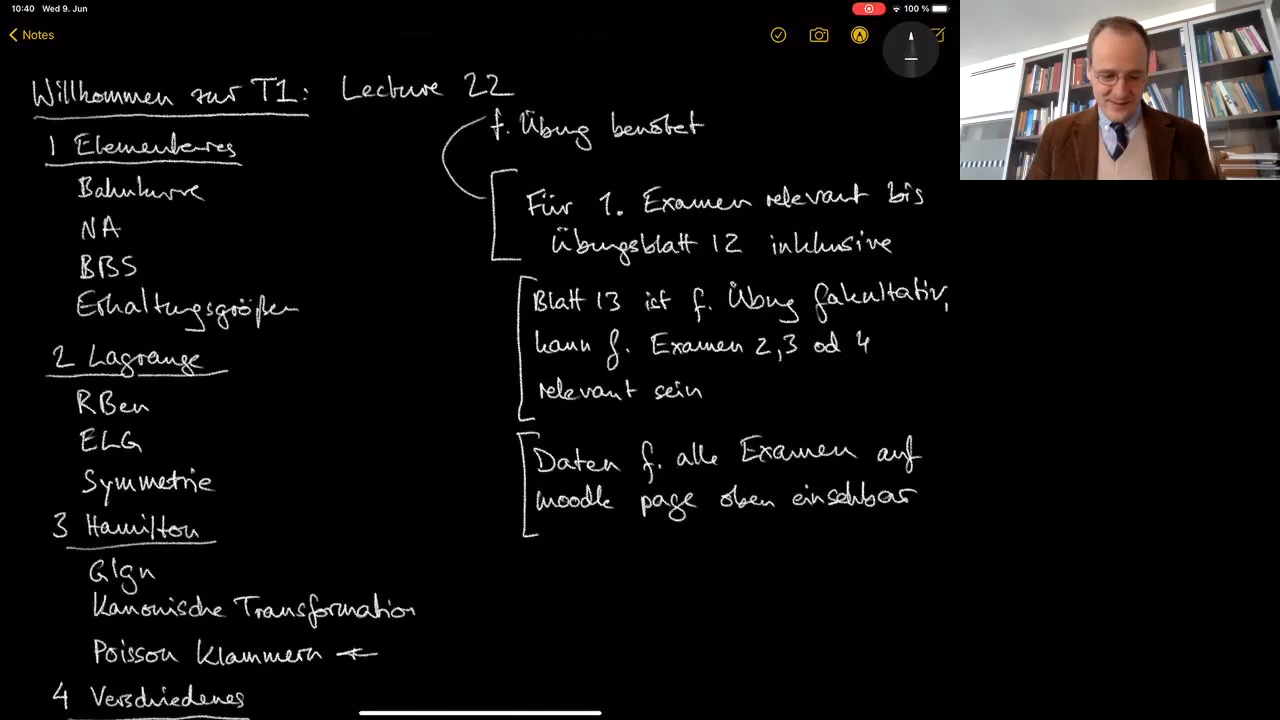 10:40 Wed 9. Jun
100 %
Notes
Willkommen zur T1: Lecture 22
f. Übung benötet
1 Elementares
Bahnkurve
NA
BBS
Erhaltungsgrößen
Für 1. Examen relevant bis
Übungsblatt 12 inklusive
Blatt 13 ist f. Übung fakultativ,
kann f. Examen 2,3 od 4
relevant sein
2 Lagrange
RBen
ELG
Symmetrie
Daten f. alle Examen auf
moodle page oben einsehbar
3 Hamilton
Glgn
Kanonische Transformation
Poisson Klammern
4 Verschiedenes